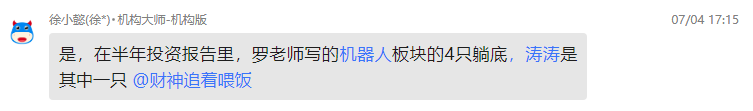 徐小懿(徐*)·机构大师-机构版 07/04 17:15
是，在半年投资报告里，罗老师写的机器人板块的4只躺底，涛涛是
其中一只 @财神追着喂饭